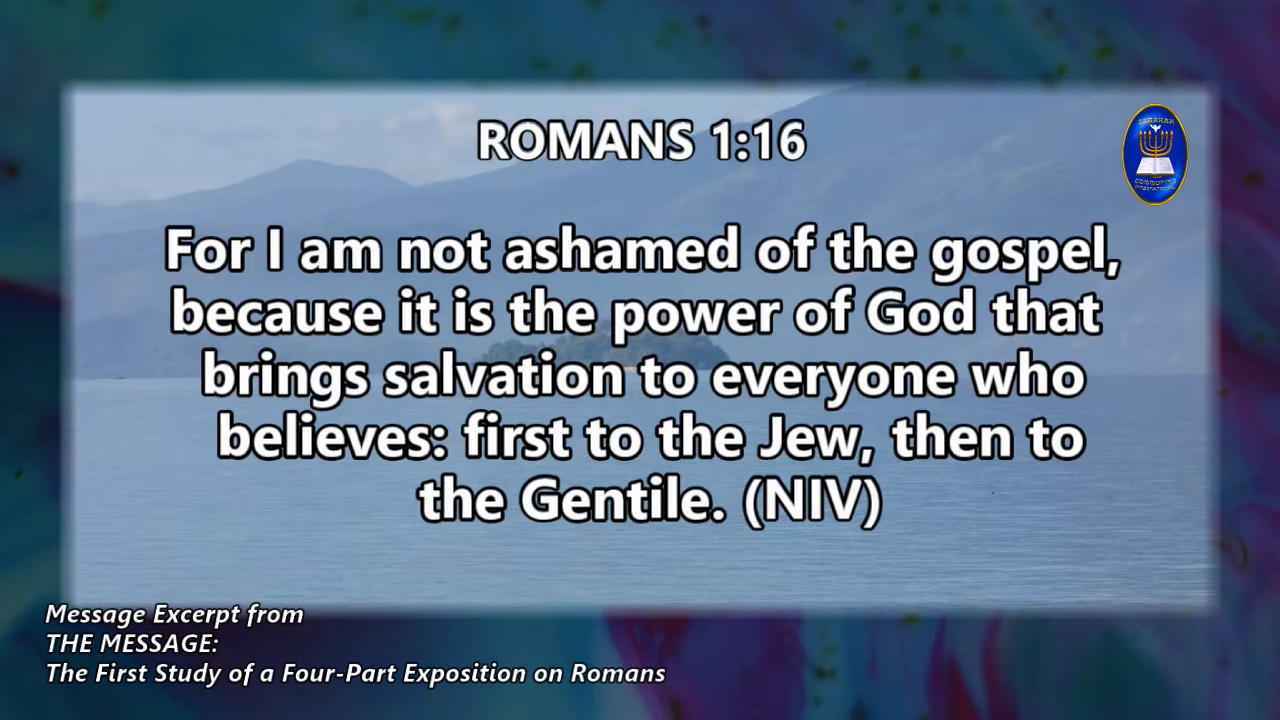 ROMANS 1:16
For I am not ashamed of the gospel,
because it is the power of God that
brings salvation to everyone who
believes: first to the Jew, then to
the Gentile. (NIV)
Message Excerpt from
THE MESSAGE:
The First Study of a Four-Part Exposition on Romans